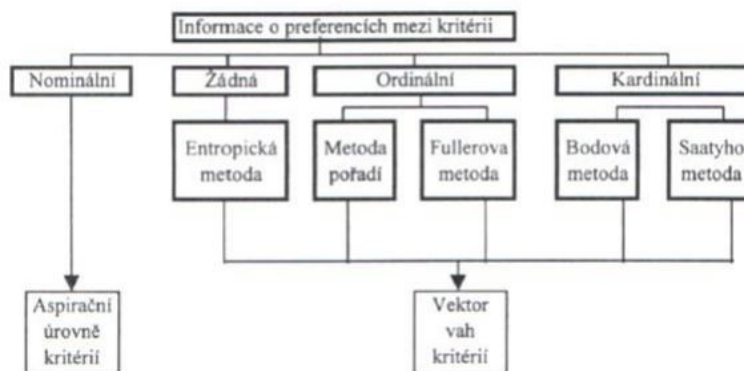 Informace o preferencích mezi kritérii
Nominální
Žádná
Ordinální
Kardinální
Entropická
metoda
Metoda
pořadí
Fullerova
metoda
Bodová
metoda
Saatyho
metoda
Aspirační
úrovně
kritérií
Vektor
vah
kritérií